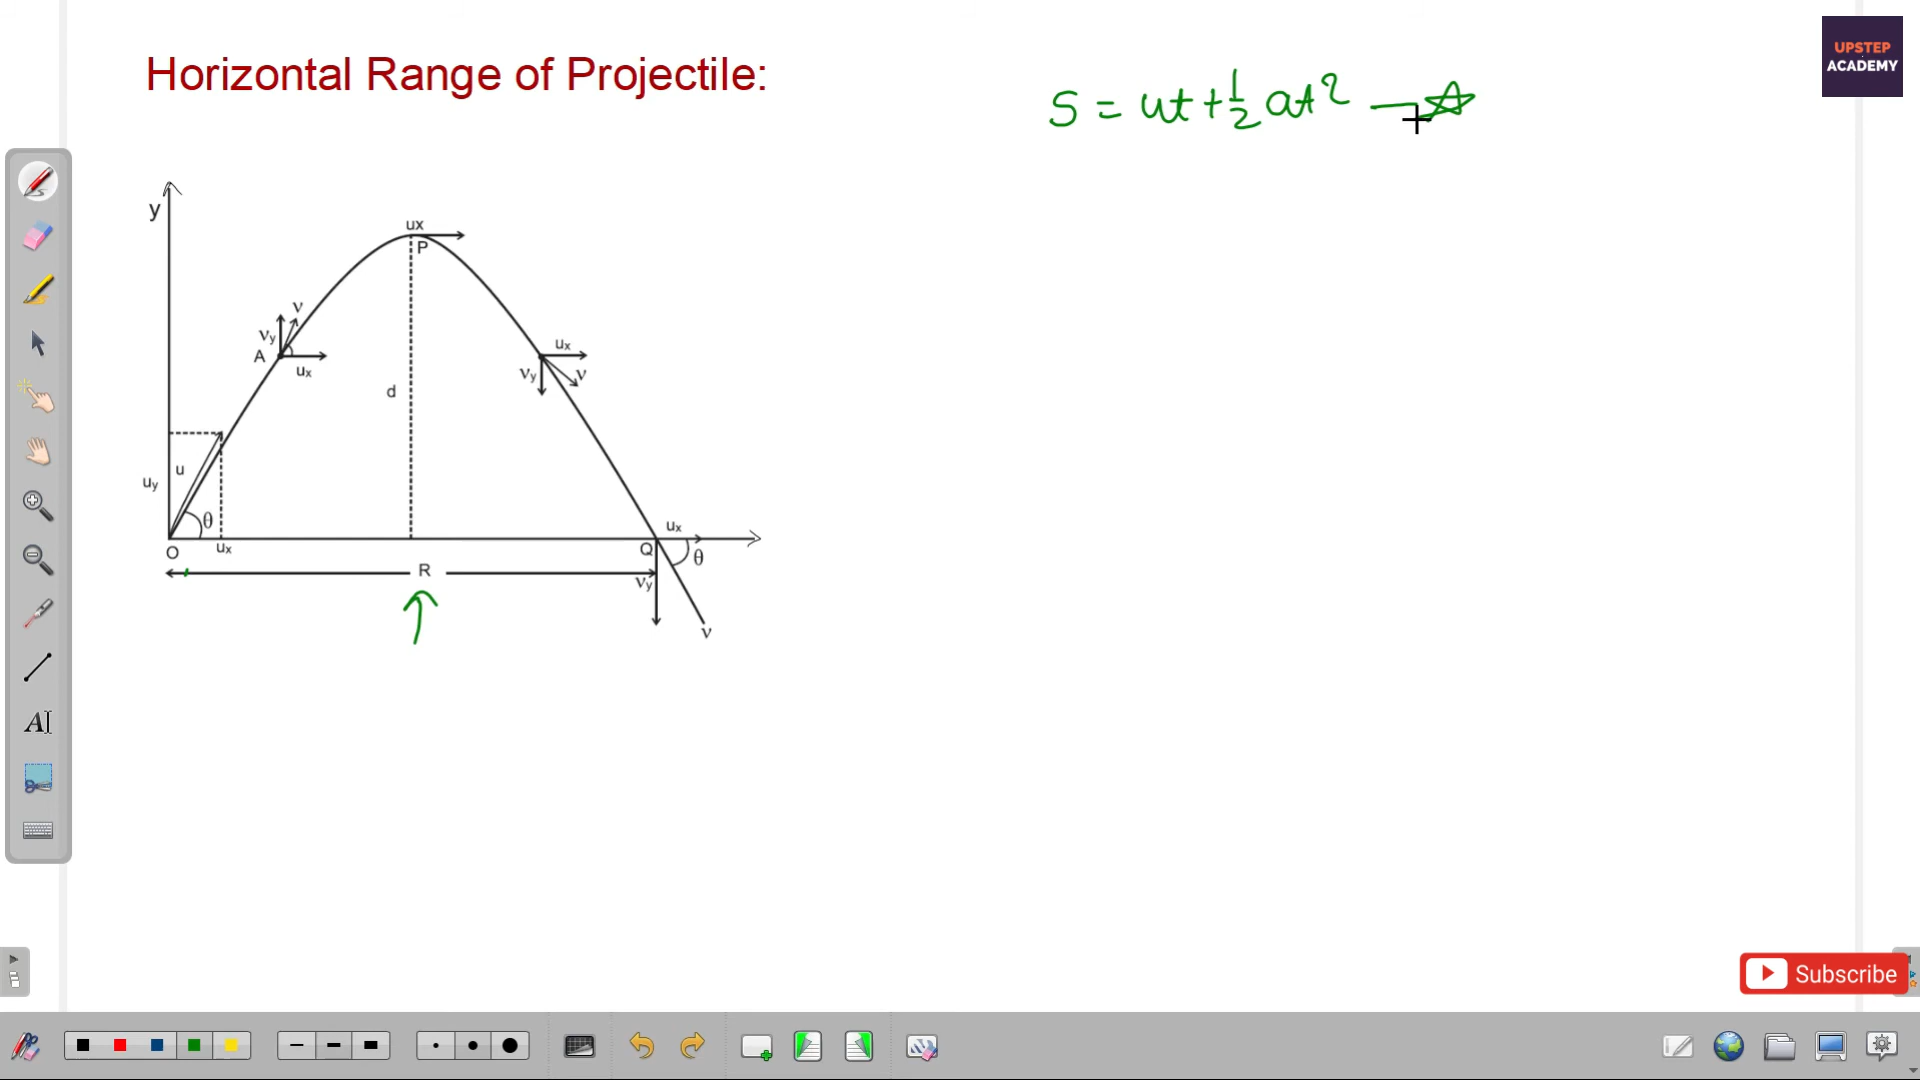 Horizontal Range of Projectile:
UPSTEP
ACADEMY
S = ut + 1/2 at² —☆
y
ux
P
v
vy
A
ux
d
ux
vy
v
u
uy
θ
O
ux
ux
Q
θ
R
vy
v
AI
Subscribe